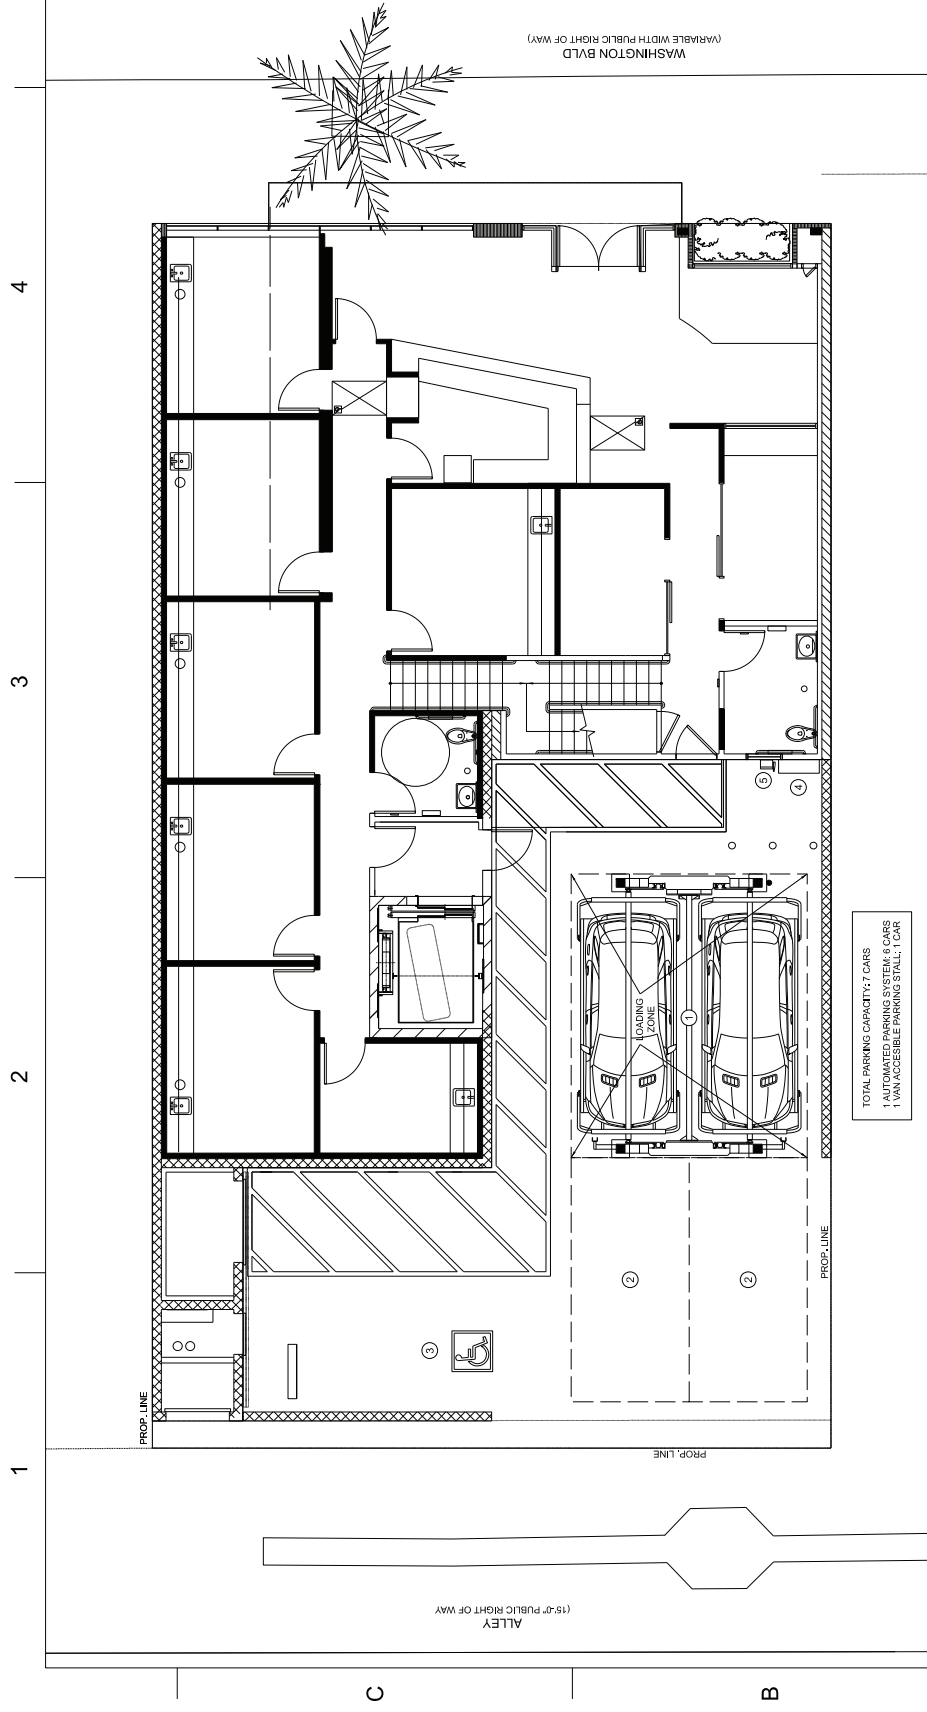 (VARIABLE WIDTH PUBLIC RIGHT OF WAY)
WASHINGTON BVLD
4
3
2
1
5
4
LOADING
ZONE
1
TOTAL PARKING CAPACITY: 7 CARS
1 AUTOMATED PARKING SYSTEM: 6 CARS
1 VAN ACCESIBLE PARKING STALL: 1 CAR
2
2
3
PROP. LINE
PROP. LINE
PROP. LINE
(15'-0" PUBLIC RIGHT OF WAY
ALLEY
C
B